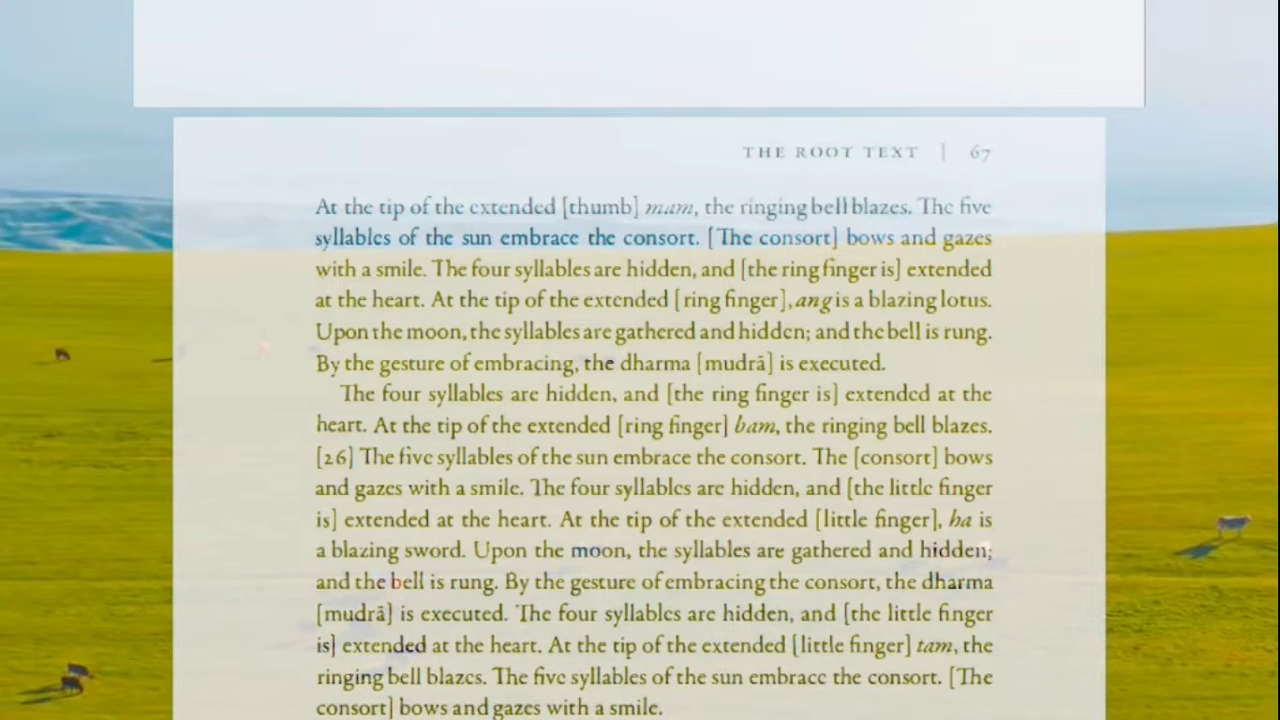 THE ROOT TEXT | 67
At the tip of the extended [thumb] mam, the ringing bell blazes. The five
syllables of the sun embrace the consort. [The consort] bows and gazes
with a smile. The four syllables are hidden, and [the ring finger is] extended
at the heart. At the tip of the extended [ring finger], ang is a blazing lotus.
Upon the moon, the syllables are gathered and hidden; and the bell is rung.
By the gesture of embracing, the dharma [mudrā] is executed.
The four syllables are hidden, and [the ring finger is] extended at the
heart. At the tip of the extended [ring finger] bam, the ringing bell blazes.
[26] The five syllables of the sun embrace the consort. The [consort] bows
and gazes with a smile. The four syllables are hidden, and [the little finger
is] extended at the heart. At the tip of the extended [little finger], ha is
a blazing sword. Upon the moon, the syllables are gathered and hidden;
and the bell is rung. By the gesture of embracing the consort, the dharma
[mudrā] is executed. The four syllables are hidden, and [the little finger
is] extended at the heart. At the tip of the extended [little finger] tam, the
ringing bell blazes. The five syllables of the sun embrace the consort. [The
consort] bows and gazes with a smile.